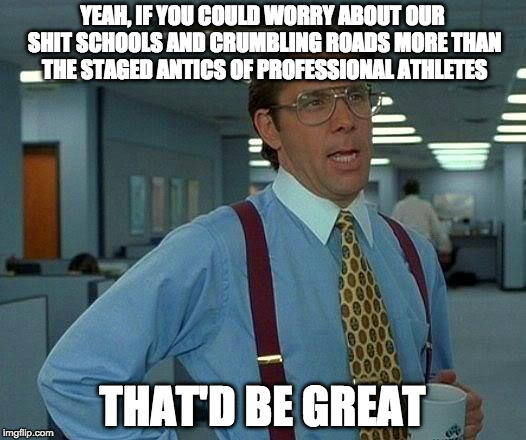 YEAH, IF YOU COULD WORRY ABOUT OUR
SHIT SCHOOLS AND CRUMBLING ROADS MORE THAN
THE STAGED ANTICS OF PROFESSIONAL ATHLETES
THAT'D BE GREAT
imgflip.com